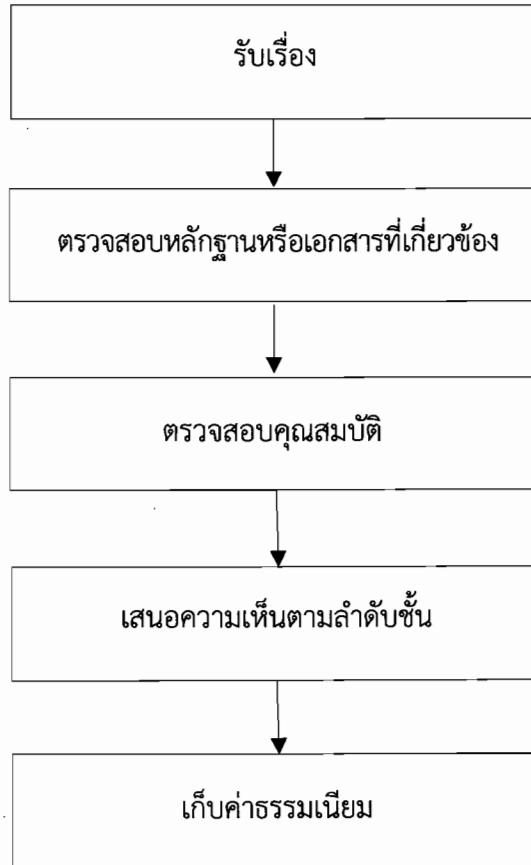 รับเรื่อง
ตรวจสอบหลักฐานหรือเอกสารที่เกี่ยวข้อง
ตรวจสอบคุณสมบัติ
เสนอความเห็นตามลำดับชั้น
เก็บค่าธรรมเนียม